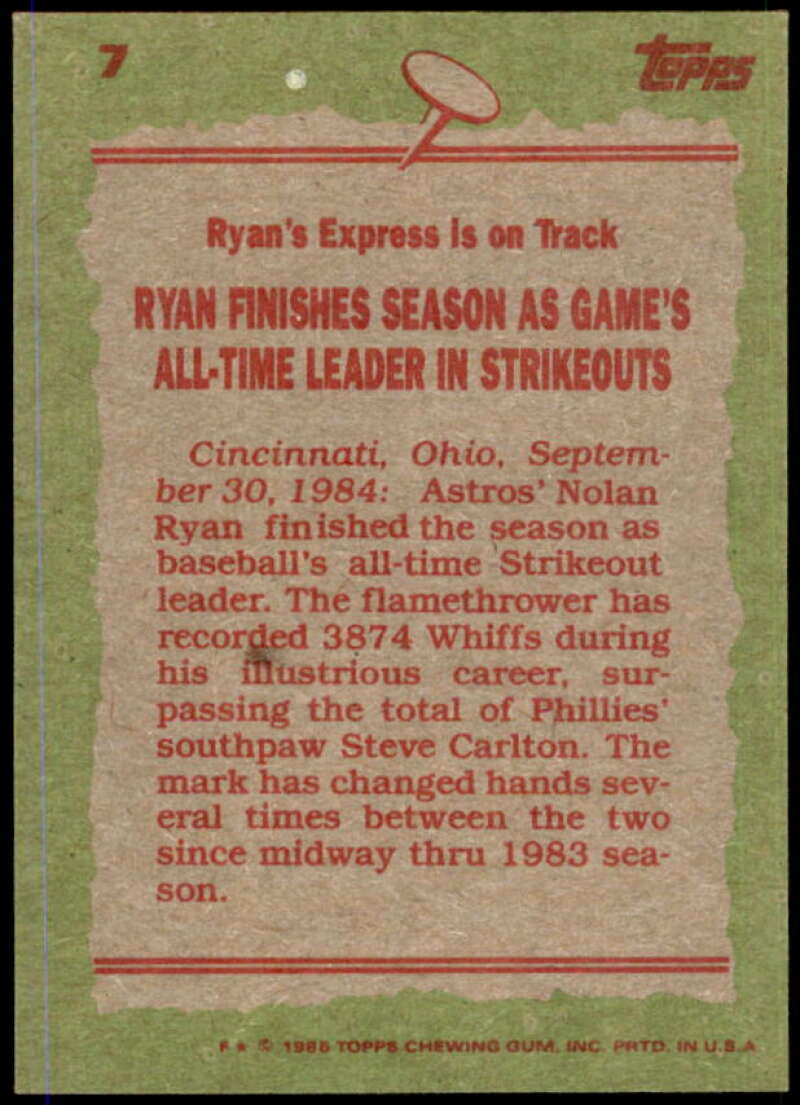 7
Topps
Ryan's Express Is on Track
RYAN FINISHES SEASON AS GAME'S
ALL-TIME LEADER IN STRIKEOUTS
Cincinnati, Ohio, Septem-
ber 30, 1984: Astros' Nolan
Ryan finished the season as
baseball's all-time Strikeout
leader. The flamethrower has
recorded 3874 Whiffs during
his illustrious career, sur-
passing the total of Phillies'
southpaw Steve Carlton. The
mark has changed hands sev-
eral times between the two
since midway thru 1983 sea-
son.
F ★ © 1985 TOPPS CHEWING GUM, INC. PRTD. IN U.S.A.